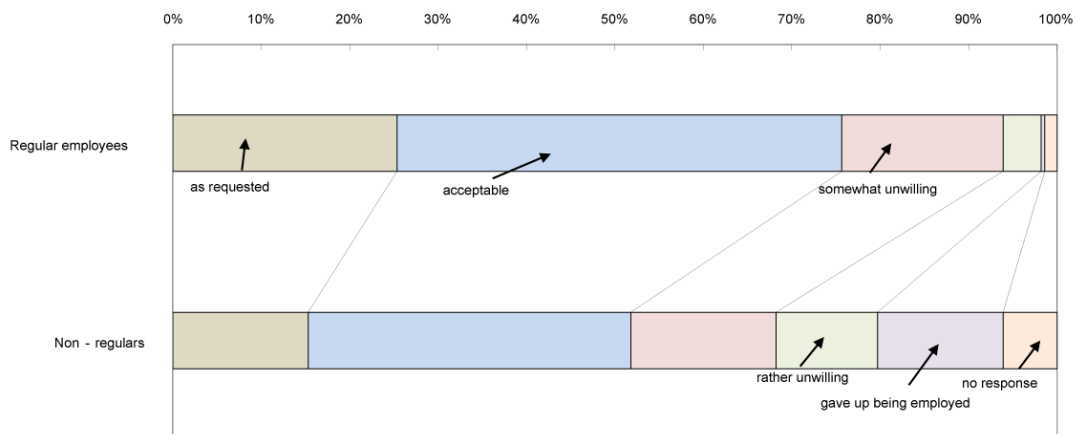 0% 10% 20% 30% 40% 50% 60% 70% 80% 90% 100%
Regular employees
as requested
acceptable
somewhat unwilling
Non - regulars
rather unwilling
no response
gave up being employed